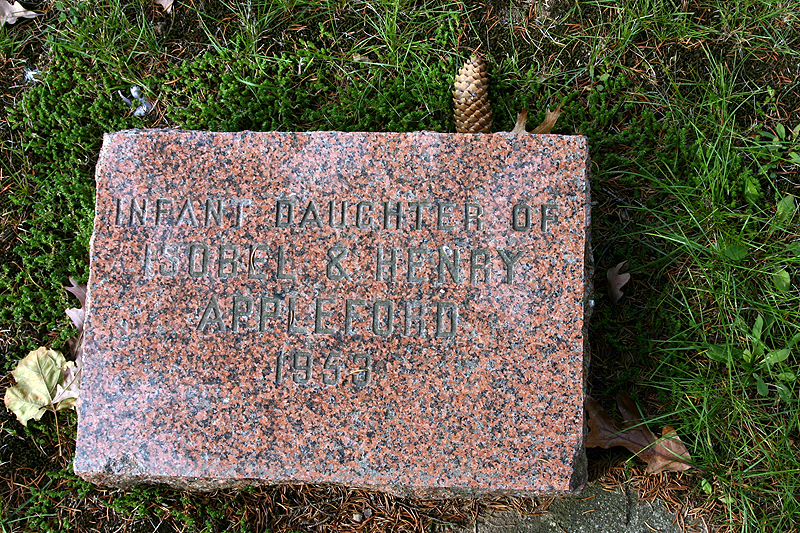 INFANT DAUGHTER OF
ISOBEL & HENRY
APPLEFORD
1953